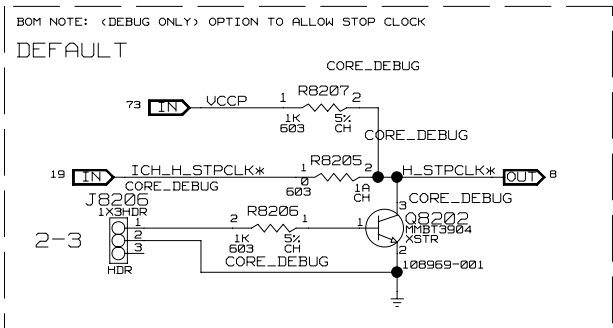 BOM NOTE: (DEBUG ONLY) OPTION TO ALLOW STOP CLOCK
DEFAULT
CORE_DEBUG
R8207
73 IN VCCP 1 2
1K 5%
603 CH
CORE_DEBUG
R8205
19 IN ICH_H_STPCLK* 1 2 H_STPCLK* OUT 8
0 1A
603 CH
CORE_DEBUG
CORE_DEBUG
J8206
1X3HDR
R8206
3
Q8202
MMBT3904
XSTR
2-3
1 2 1 1
2
3
1K 5%
603 CH
2
CORE_DEBUG
108969-001
HDR